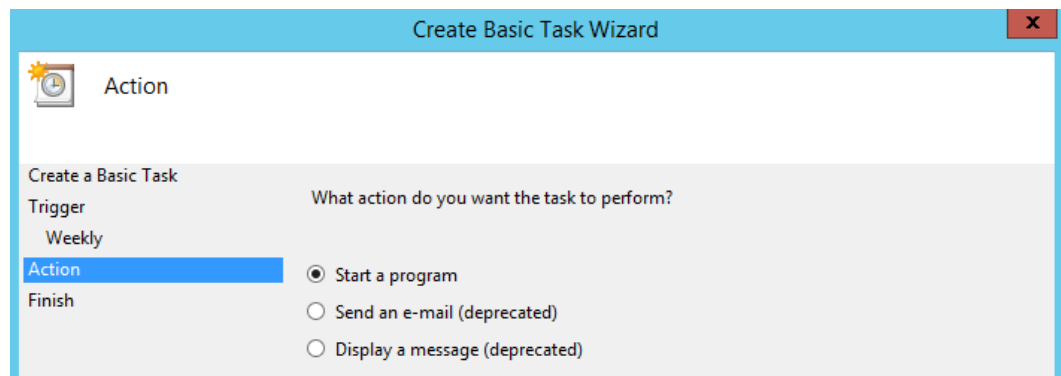 Create Basic Task Wizard
x
Action
Create a Basic Task
Trigger
Weekly
Action
Finish
What action do you want the task to perform?
Start a program
Send an e-mail (deprecated)
Display a message (deprecated)